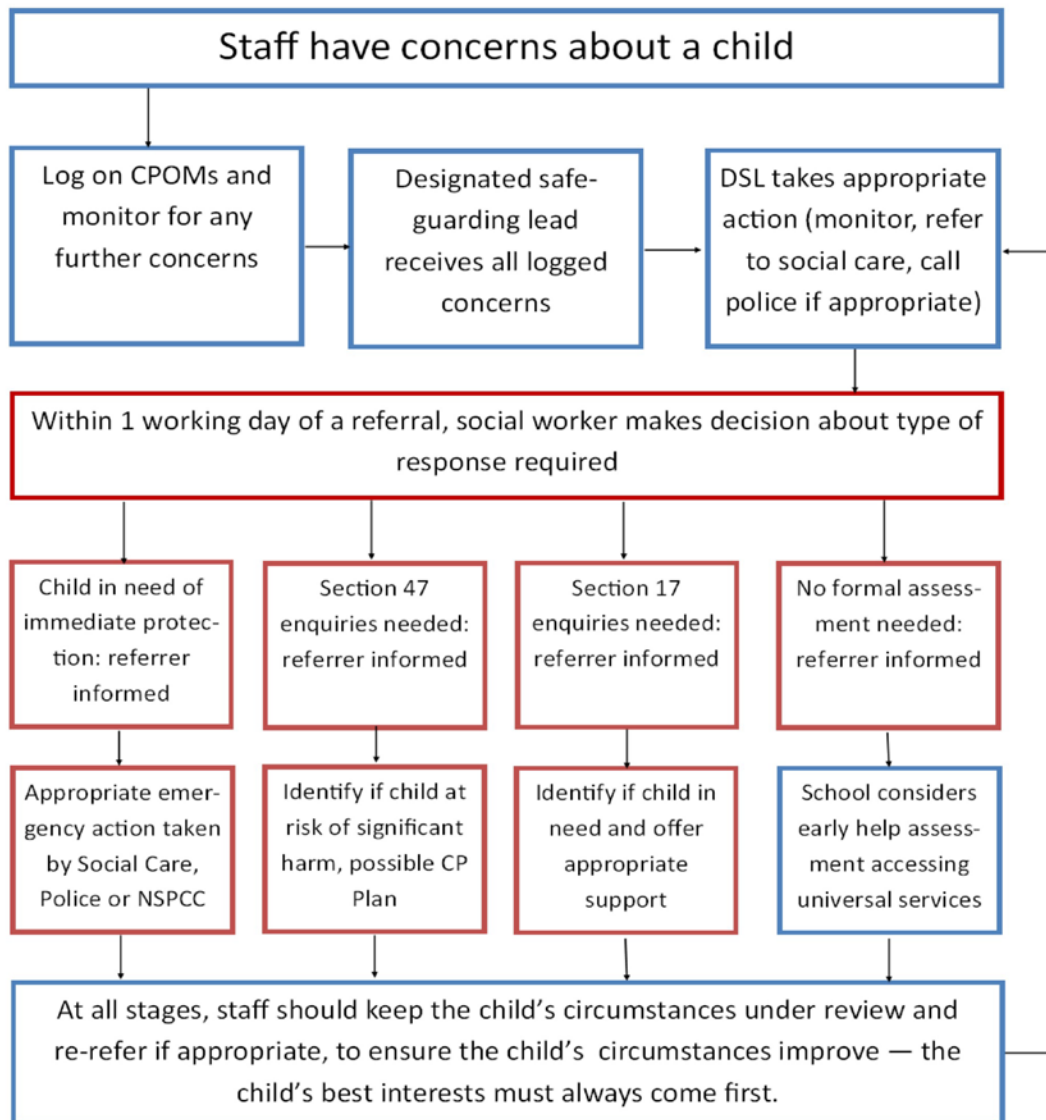 Staff have concerns about a child
Log on CPOMs and
monitor for any
further concerns
Designated safe-
guarding lead
receives all logged
concerns
DSL takes appropriate
action (monitor, refer
to social care, call
police if appropriate)
Within 1 working day of a referral, social worker makes decision about type of
response required
Child in need of
immediate protec-
tion: referrer
informed
Section 47
enquiries needed:
referrer informed
Section 17
enquiries needed:
referrer informed
No formal assess-
ment needed:
referrer informed
Appropriate emer-
gency action taken
by Social Care,
Police or NSPCC
Identify if child at
risk of significant
harm, possible CP
Plan
Identify if child in
need and offer
appropriate
support
School considers
early help assess-
ment accessing
universal services
At all stages, staff should keep the child’s circumstances under review and
re-refer if appropriate, to ensure the child’s  circumstances improve — the
child’s best interests must always come first.